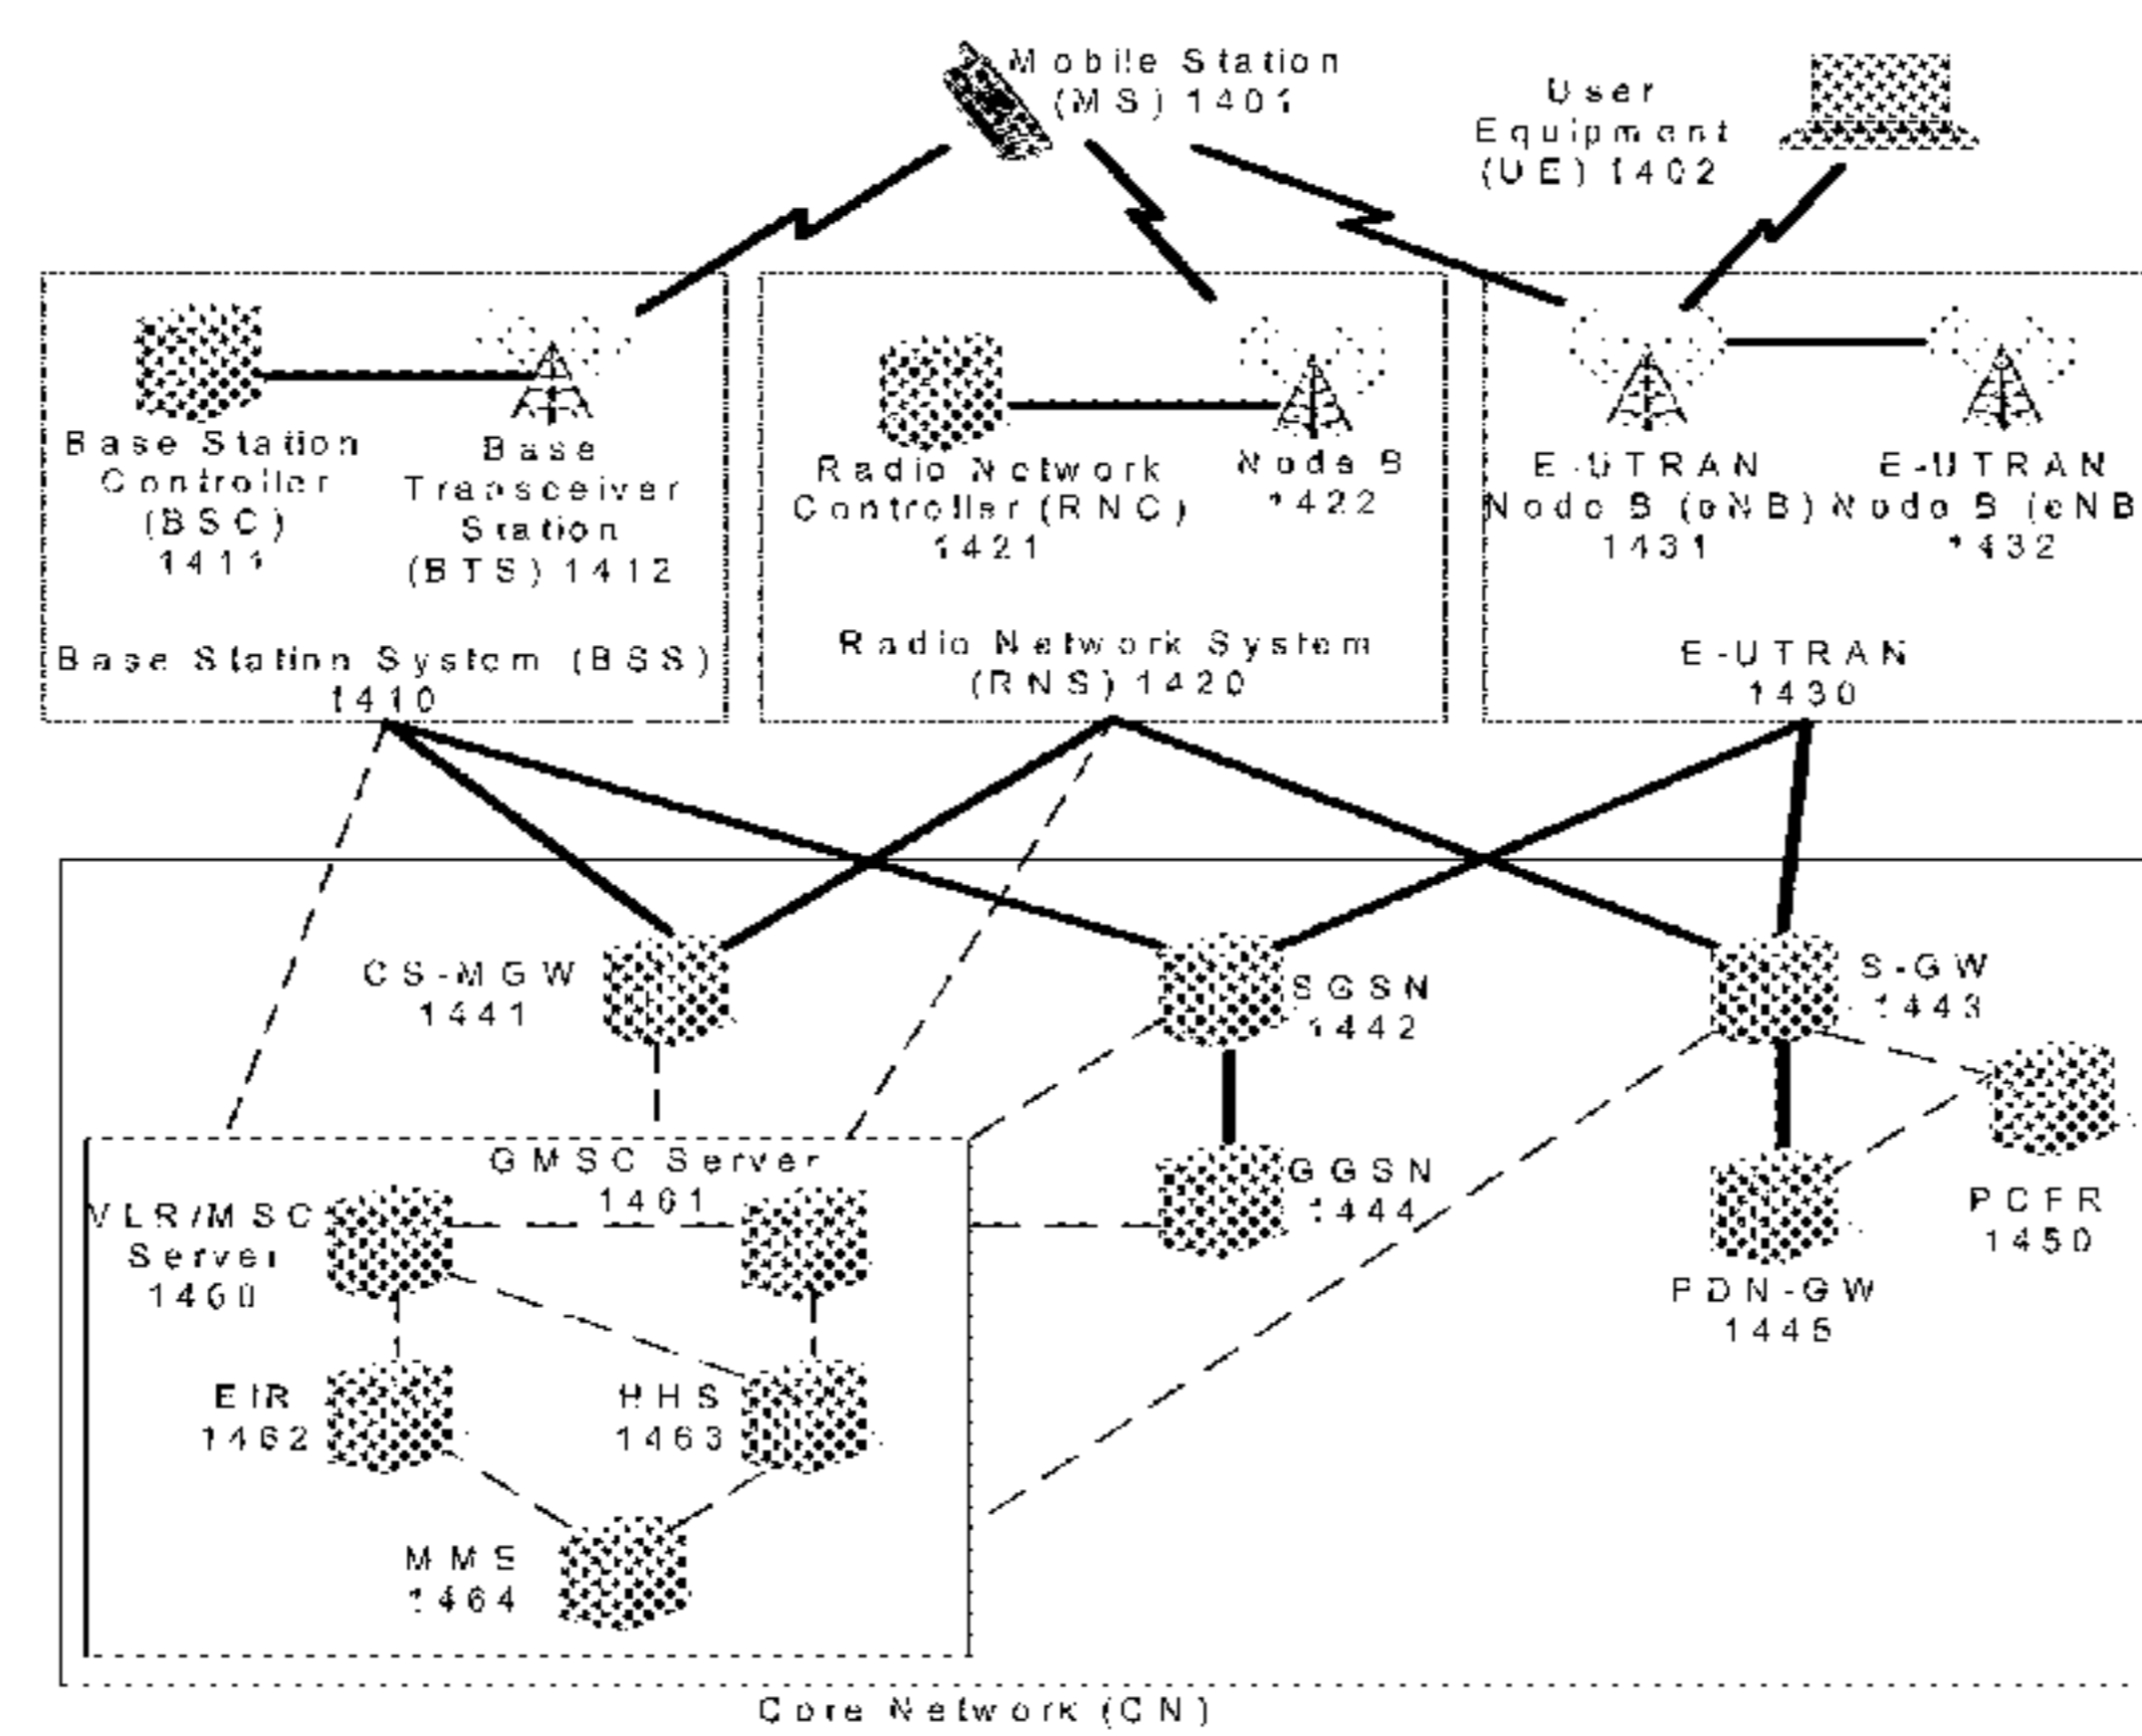 Mobile Station
(MS) 1401
User
Equipment
(UE) 1402
Base Station
Controller
(BSC)
1411
Base
Transceiver
Station
(BTS) 1412
Base Station System (BSS)
1410
Radio Network
Controller (RNC)
1421
Node B
1422
Radio Network System
(RNS) 1420
E-UTRAN
Node B (eNB)
1431
E-UTRAN
Node B (eNB
1432
E-UTRAN
1430
CS-MGW
1441
SGSN
1442
S-GW
1443
GMSC Server
1461
VLR/MSC
Server
1460
GGSN
1444
PCFR
1450
PDN-GW
1445
EIR
1462
HHS
1463
MME
1464
Core Network (CN)